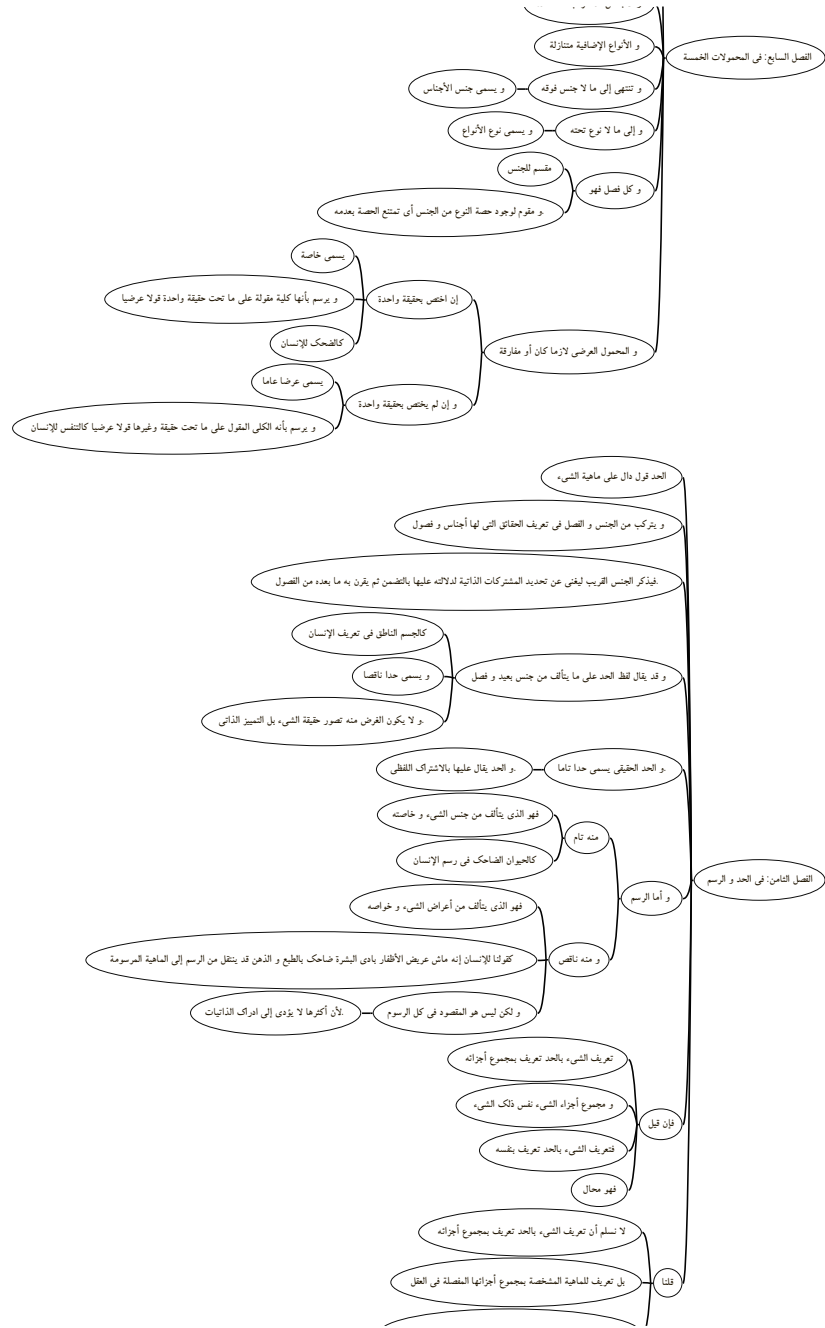 الفصل السابع: فى المحمولات الخمسة
و الأنواع الإضافية متنازلة
و تنتهى إلى ما لا جنس فوقه
و يسمى جنس الأجناس
و إلى ما لا نوع تحته
و يسمى نوع الأنواع
و كل فصل فهو
مقسم للجنس
و مقوم لوجود حصة النوع من الجنس أى تمتنع الحصة بعدمه.
و المحمول العرضى لازما كان أو مفارقة
إن اختص بحقيقة واحدة
يسمى خاصة
و يرسم بأنها كلية مقولة على ما تحت حقيقة واحدة قولا عرضيا
كالضحک للإنسان
و إن لم يختص بحقيقة واحدة
يسمى عرضا عاما
و يرسم بأنه الكلى المقول على ما تحت حقيقة وغيرها قولا عرضيا كالتنفس للإنسان
الفصل الثامن: فى الحد و الرسم
الحد قول دال على ماهية الشىء
و يتركب من الجنس و الفصل فى تعريف الحقائق التى لها أجناس و فصول
فيذكر الجنس القريب ليغنى عن تحديد المشتركات الذاتية لدلالته عليها بالتضمن ثم يقرن به ما بعده من الفصول.
و قد يقال لفظ الحد على ما يتألف من جنس بعيد و فصل
كالجسم الناطق فى تعريف الإنسان
و يسمى حدا ناقصا
و لا يكون الغرض منه تصور حقيقة الشىء بل التمييز الذاتى.
و الحد الحقيقى يسمى حدا تاما.
و الحد يقال عليها بالاشتراک اللفظى.
و أما الرسم
منه تام
فهو الذى يتألف من جنس الشىء و خاصته
كالحيوان الضاحک فى رسم الإنسان
و منه ناقص
فهو الذى يتألف من أعراض الشىء و خواصه
كقولنا للإنسان إنه ماش عريض الأظفار بادى البشرة ضاحک بالطبع و الذهن قد ينتقل من الرسم إلى الماهية المرسومة
و لكن ليس هو المقصود فى كل الرسوم
لأن أكثرها لا يؤدى إلى ادراک الذاتيات.
فإن قيل
تعريف الشىء بالحد تعريف بمجموع أجزائه
و مجموع أجزاء الشىء نفس ذلک الشىء
فتعريف الشىء بالحد تعريف بنفسه
فهو محال
قلنا
لا نسلم أن تعريف الشىء بالحد تعريف بمجموع أجزائه
بل تعريف للماهية المشخصة بمجموع أجزائها المفصلة فى العقل